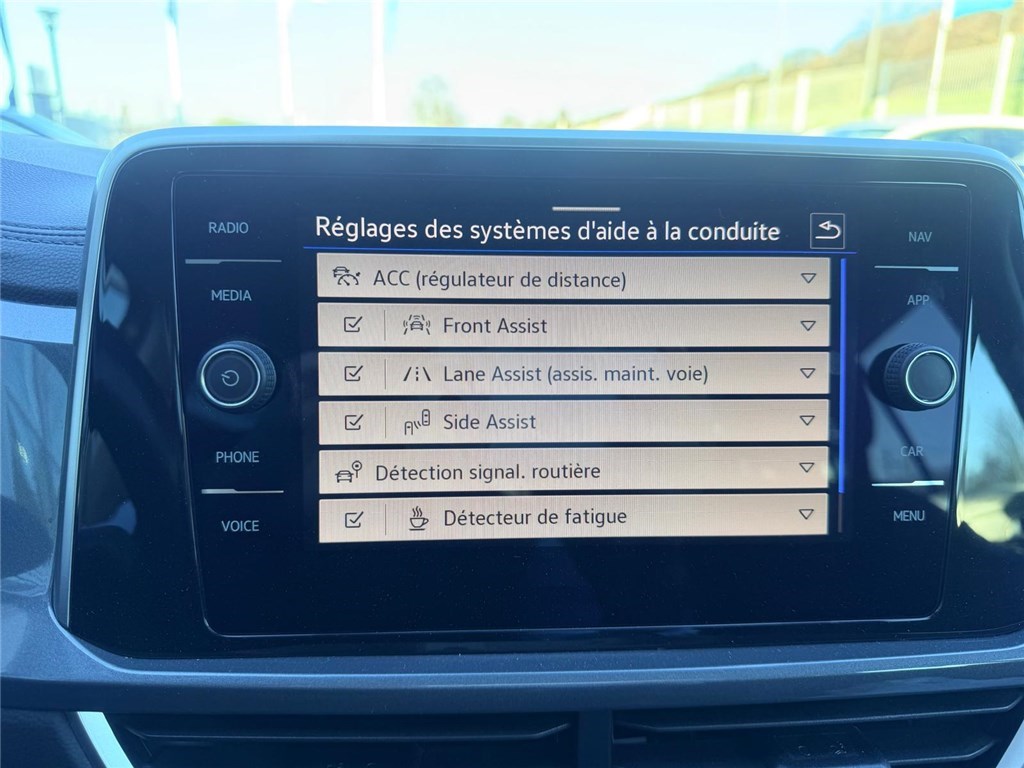 RADIO
MEDIA
PHONE
VOICE
Réglages des systèmes d'aide à la conduite
ACC (régulateur de distance)
Front Assist
Lane Assist (assis. maint. voie)
Side Assist
Détection signal. routière
Détecteur de fatigue
NAV
APP
CAR
MENU